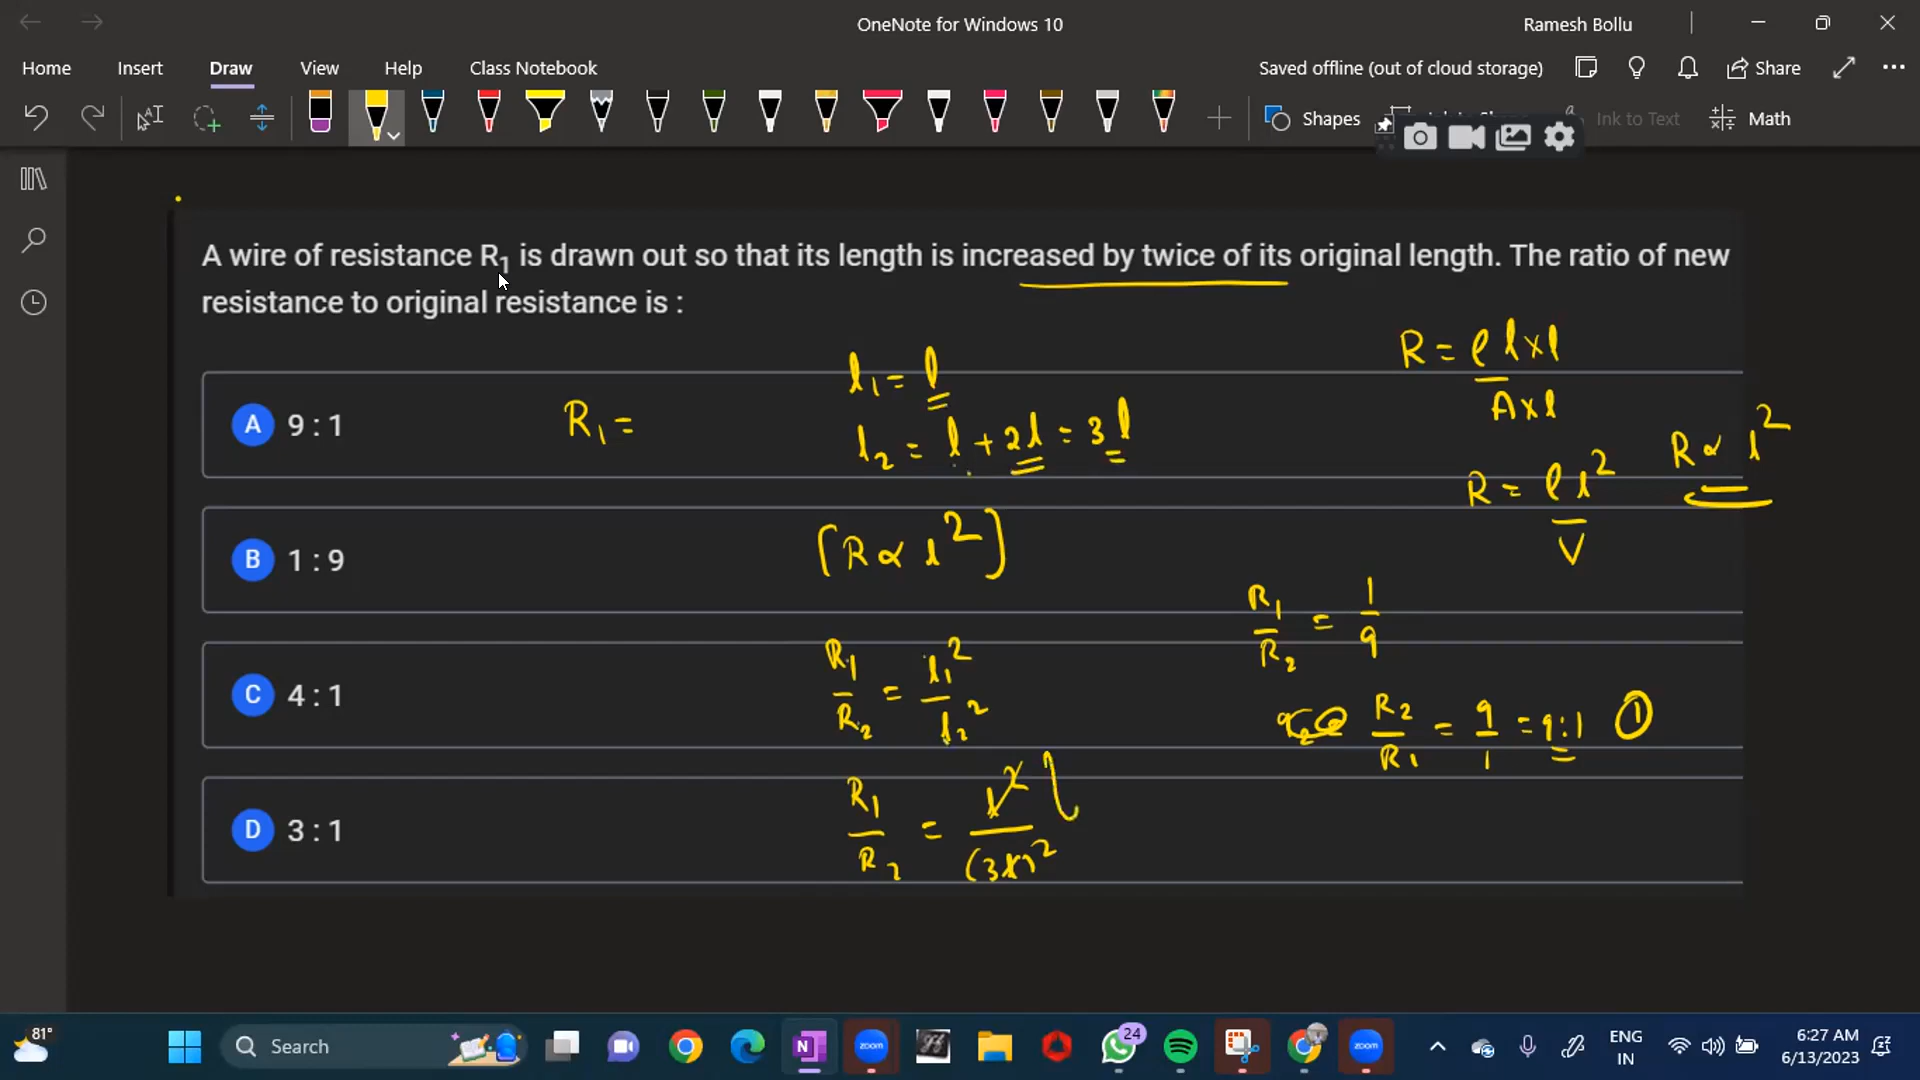 OneNote for Windows 10
Ramesh Bollu
Home Insert Draw View Help Class Notebook
Saved offline (out of cloud storage)
Share
Shapes
Ink to Text
Math
A wire of resistance R₁ is drawn out so that its length is increased by twice of its original length. The ratio of new
resistance to original resistance is :
A 9 : 1
B 1 : 9
C 4 : 1
D 3 : 1
R₁ =
l₁ = l
l₂ = l + 2l = 3l
[R ∝ l²]
R₁/R₂ = l₁²/l₂²
R₁/R₂ = l²/(3l)²
R = ρ l×l / A×l
R = ρ l² / V
R ∝ l²
R₁/R₂ = 1/9
R₂/R₁ = 9/1 = 9:1 ①
81°
Search
24
zoom
zoom
ENG
IN
6:27 AM
6/13/2023